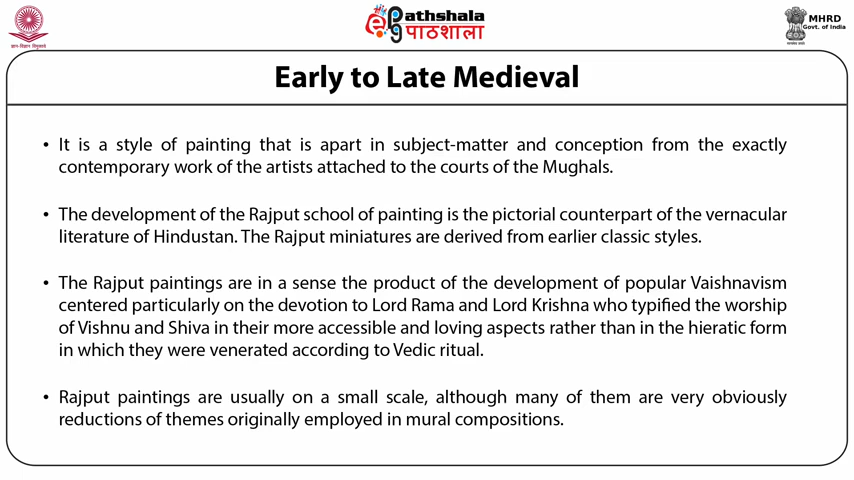 ePathshala
पाठशाला
MHRD
Govt. of India
Early to Late Medieval
• It is a style of painting that is apart in subject-matter and conception from the exactly
contemporary work of the artists attached to the courts of the Mughals.
• The development of the Rajput school of painting is the pictorial counterpart of the vernacular
literature of Hindustan. The Rajput miniatures are derived from earlier classic styles.
• The Rajput paintings are in a sense the product of the development of popular Vaishnavism
centered particularly on the devotion to Lord Rama and Lord Krishna who typified the worship
of Vishnu and Shiva in their more accessible and loving aspects rather than in the hieratic form
in which they were venerated according to Vedic ritual.
• Rajput paintings are usually on a small scale, although many of them are very obviously
reductions of themes originally employed in mural compositions.